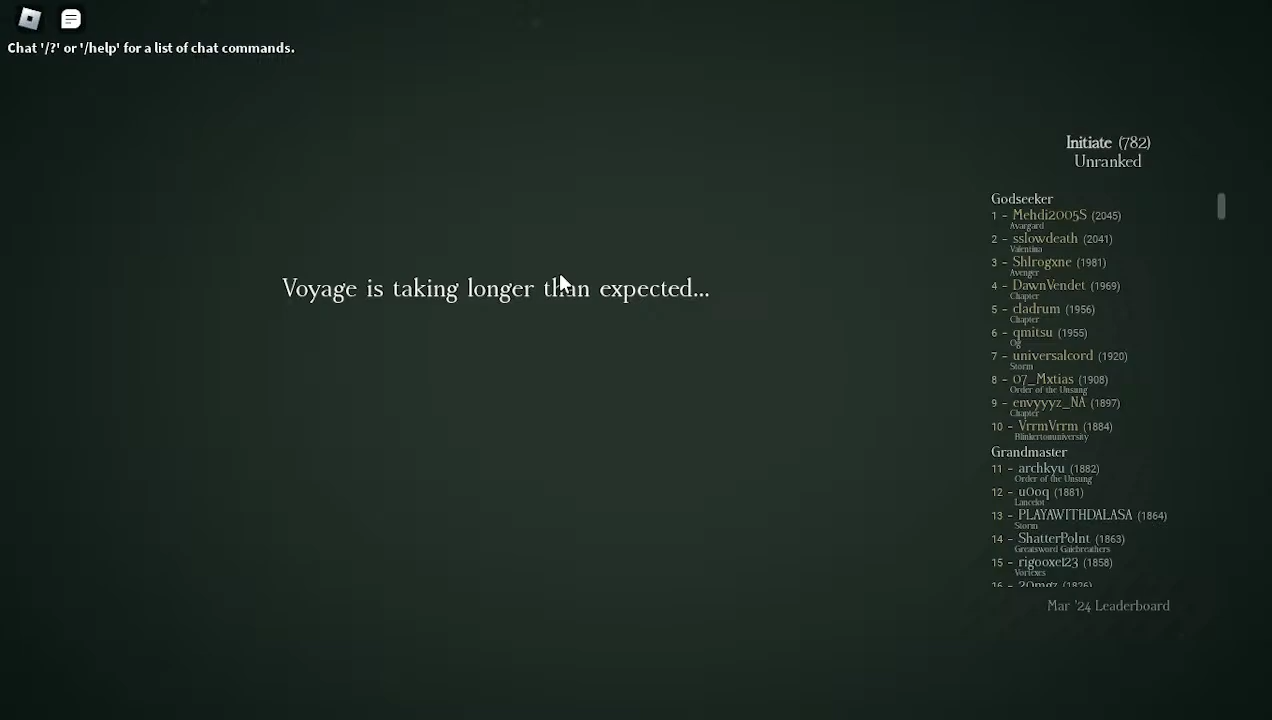 Chat '/?' or '/help' for a list of chat commands.
Voyage is taking longer than expected...
Initiate (782)
Unranked
Godseeker
1 - Mehdi2005S (2045)
Avargard
2 - sslowdeath (2041)
Valentina
3 - Shlrogxne (1981)
Avenger
4 - DawnVendet (1969)
Chapter
5 - cladrum (1956)
Chapter
6 - qmitsu (1955)
Og
7 - universalcord (1920)
Storm
8 - 07_Mxtias (1908)
Order of the Unsung
9 - envyyyz_NA (1897)
Chapter
10 - VrrmVrrm (1884)
Blinkertonuniversity
Grandmaster
11 - archkyu (1882)
Order of the Unsung
12 - u0oq (1881)
Lancelot
13 - PLAYAWITHDALASA (1864)
Storm
14 - ShatterPoInt (1863)
Greatsword Galebreathers
15 - rigooxel23 (1858)
Vortexes
Mar '24 Leaderboard